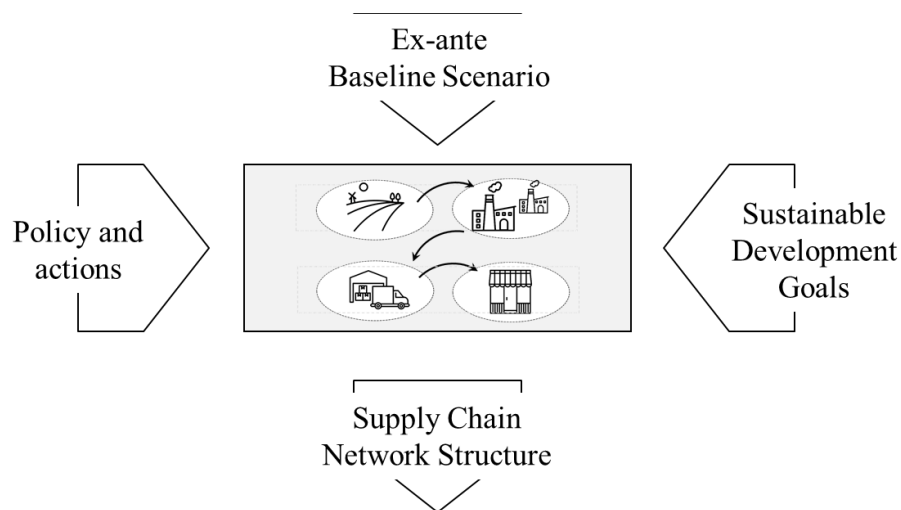 Ex-ante
Baseline Scenario
Policy and
actions
Sustainable
Development
Goals
Supply Chain
Network Structure